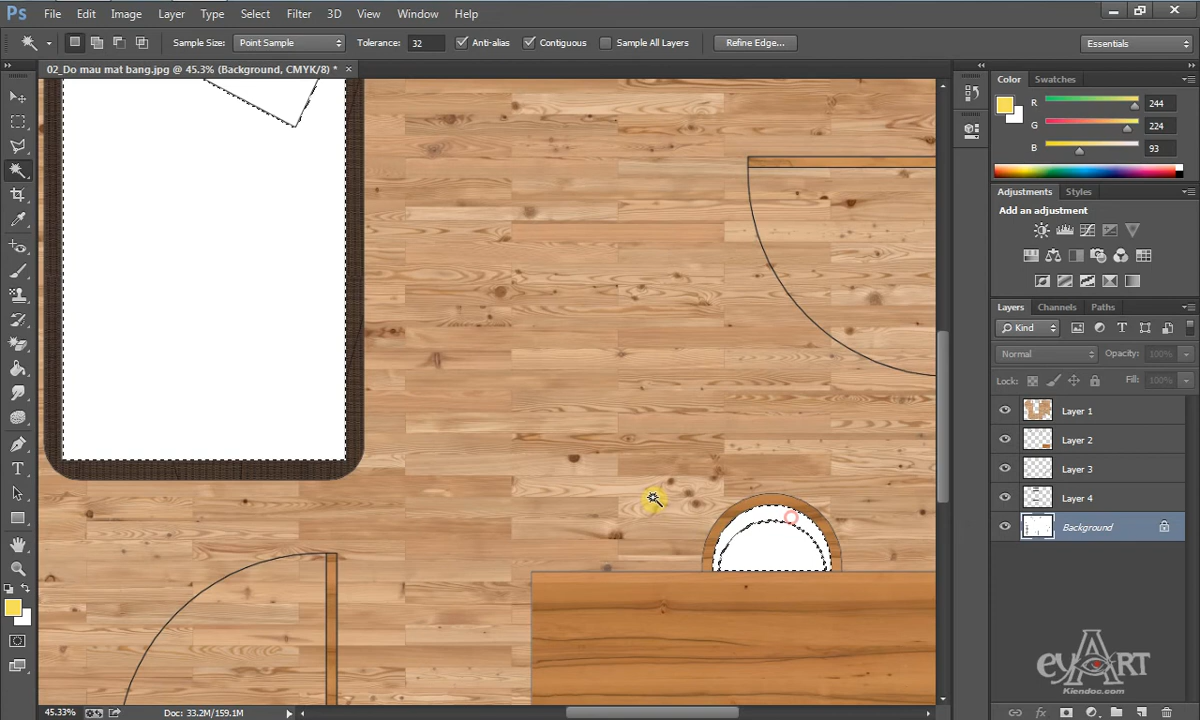 Ps File Edit Image Layer Type Select Filter 3D View Window Help
Sample Size: Point Sample Tolerance: 32 Anti-alias Contiguous Sample All Layers Refine Edge... Essentials
02_Do mau mat bang.jpg @ 45.3% (Background, CMYK/8) *
Color Swatches
R 244
G 224
B 93
Adjustments Styles
Add an adjustment
Layers Channels Paths
Kind
Normal Opacity: 100%
Lock: Fill: 100%
Layer 1
Layer 2
Layer 3
Layer 4
Background
eyART
Kiendoc.com
45.33% Doc: 33.2M/159.1M